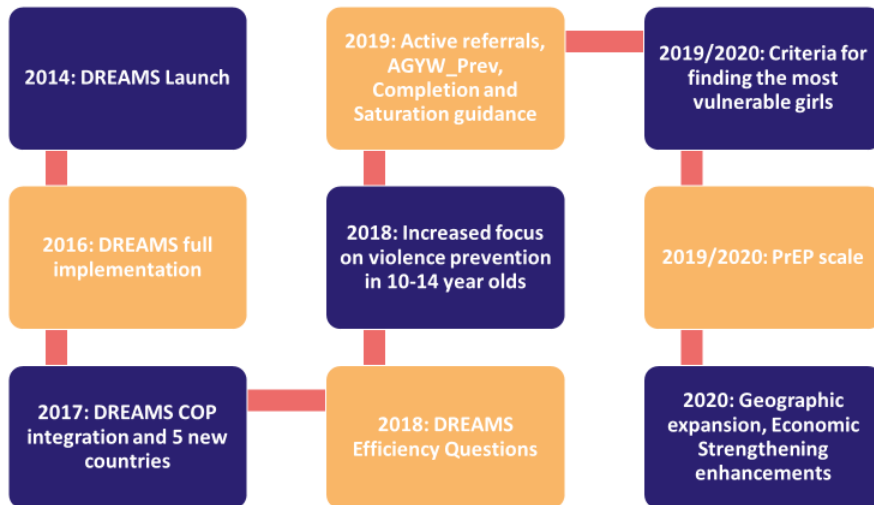 2014: DREAMS Launch
2016: DREAMS full
implementation
2017: DREAMS COP
integration and 5 new
countries
2018: DREAMS
Efficiency Questions
2018: Increased focus
on violence prevention
in 10-14 year olds
2019: Active referrals,
AGYW_Prev,
Completion and
Saturation guidance
2019/2020: Criteria for
finding the most
vulnerable girls
2019/2020: PrEP scale
2020: Geographic
expansion, Economic
Strengthening
enhancements